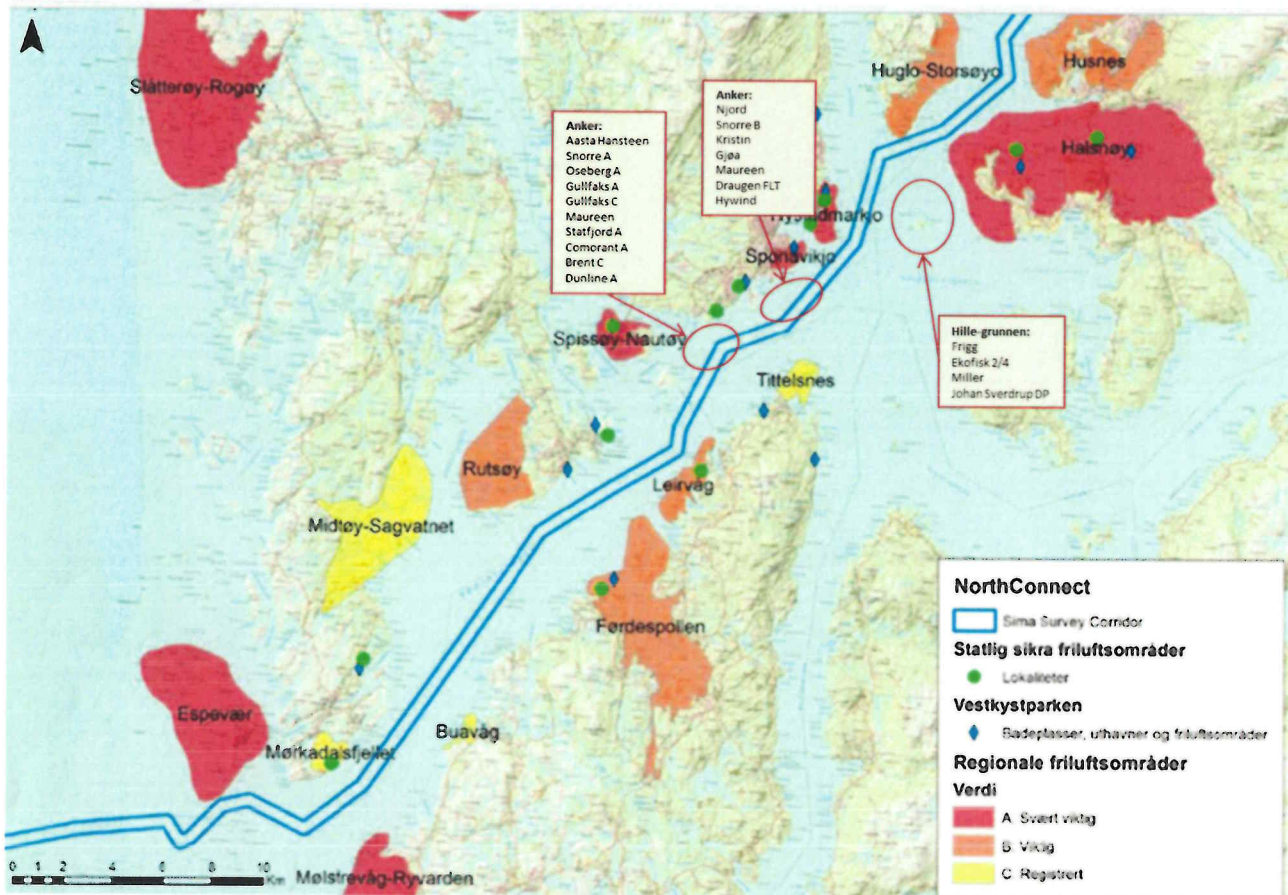 Slåtterøy-Rogøy
Huglo-Storsøyo
Husnes
Halsnøy
Anker:
Aasta Hansteen
Snorre A
Oseberg A
Gullfaks A
Gullfaks C
Maureen
Statfjord A
Comorant A
Brent C
Dunline A
Anker:
Njord
Snorre B
Kristin
Gjøa
Maureen
Draugen FLT
Hywind
Sponavikjo
Spissøy-Nautøy
Tittelsnes
Hille-grunnen:
Frigg
Ekofisk 2/4
Miller
Johan Sverdrup DP
Rutsøy
Leirvåg
Midtøy-Sagvatnet
Førdespollen
Espevær
Buavåg
Mørkadalsfjellet
Mølstrevåg-Ryvarden
0 1 2 4 6 8 10
Km
NorthConnect
Sima Survey Corridor
Statlig sikra friluftsområder
Lokaliteter
Vestkystparken
Badeplasser, uthavner og friluftsområder
Regionale friluftsområder
Verdi
A. Svært viktig
B. Viktig
C. Registrert